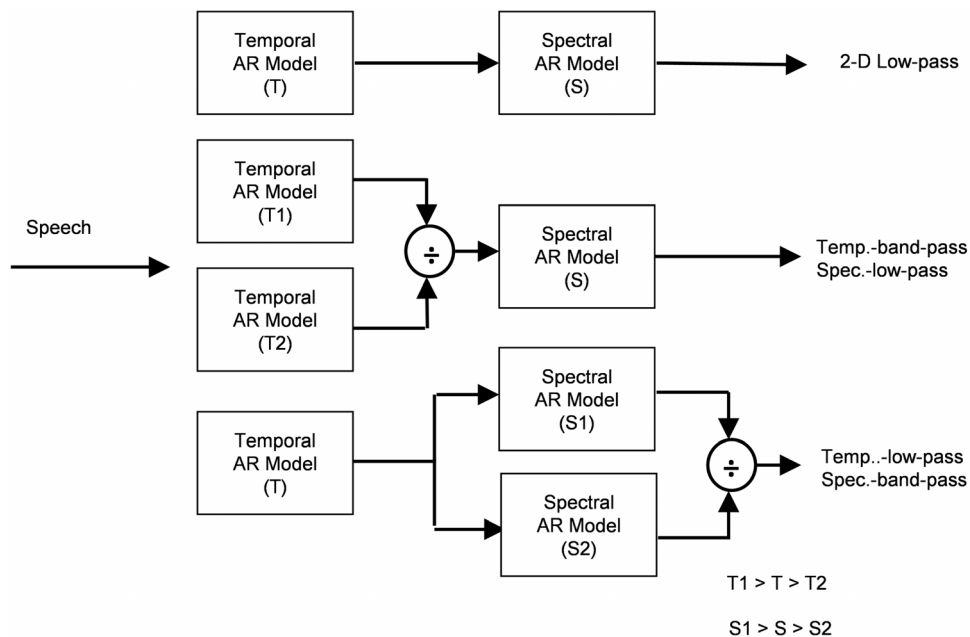 Temporal
AR Model
(T)
Spectral
AR Model
(S)
2-D Low-pass
Temporal
AR Model
(T1)
Speech
÷
Spectral
AR Model
(S)
Temp.-band-pass
Spec.-low-pass
Temporal
AR Model
(T2)
Spectral
AR Model
(S1)
Temporal
AR Model
(T)
÷
Temp..-low-pass
Spec.-band-pass
Spectral
AR Model
(S2)
T1 > T > T2
S1 > S > S2